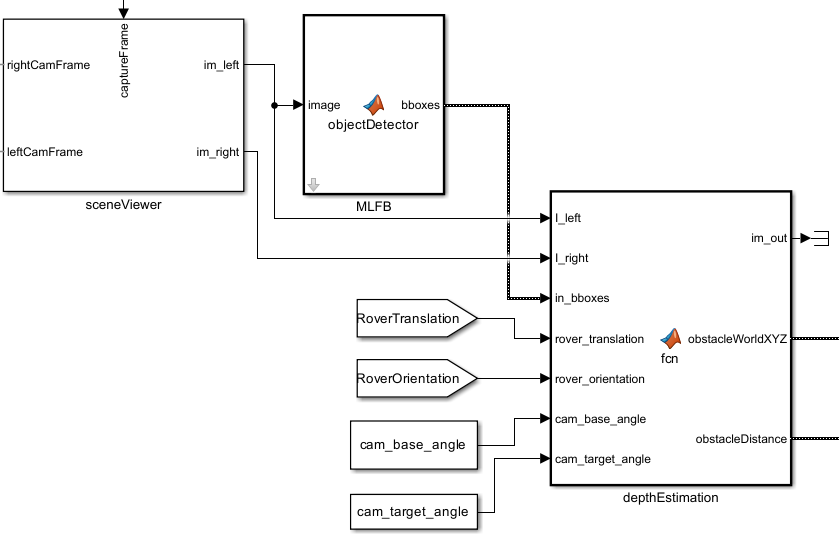 captureFrame
rightCamFrame
im_left
leftCamFrame
im_right
sceneViewer
image
bboxes
objectDetector
MLFB
I_left
I_right
in_bboxes
rover_translation
rover_orientation
cam_base_angle
cam_target_angle
fcn
im_out
obstacleWorldXYZ
obstacleDistance
depthEstimation
RoverTranslation
RoverOrientation
cam_base_angle
cam_target_angle